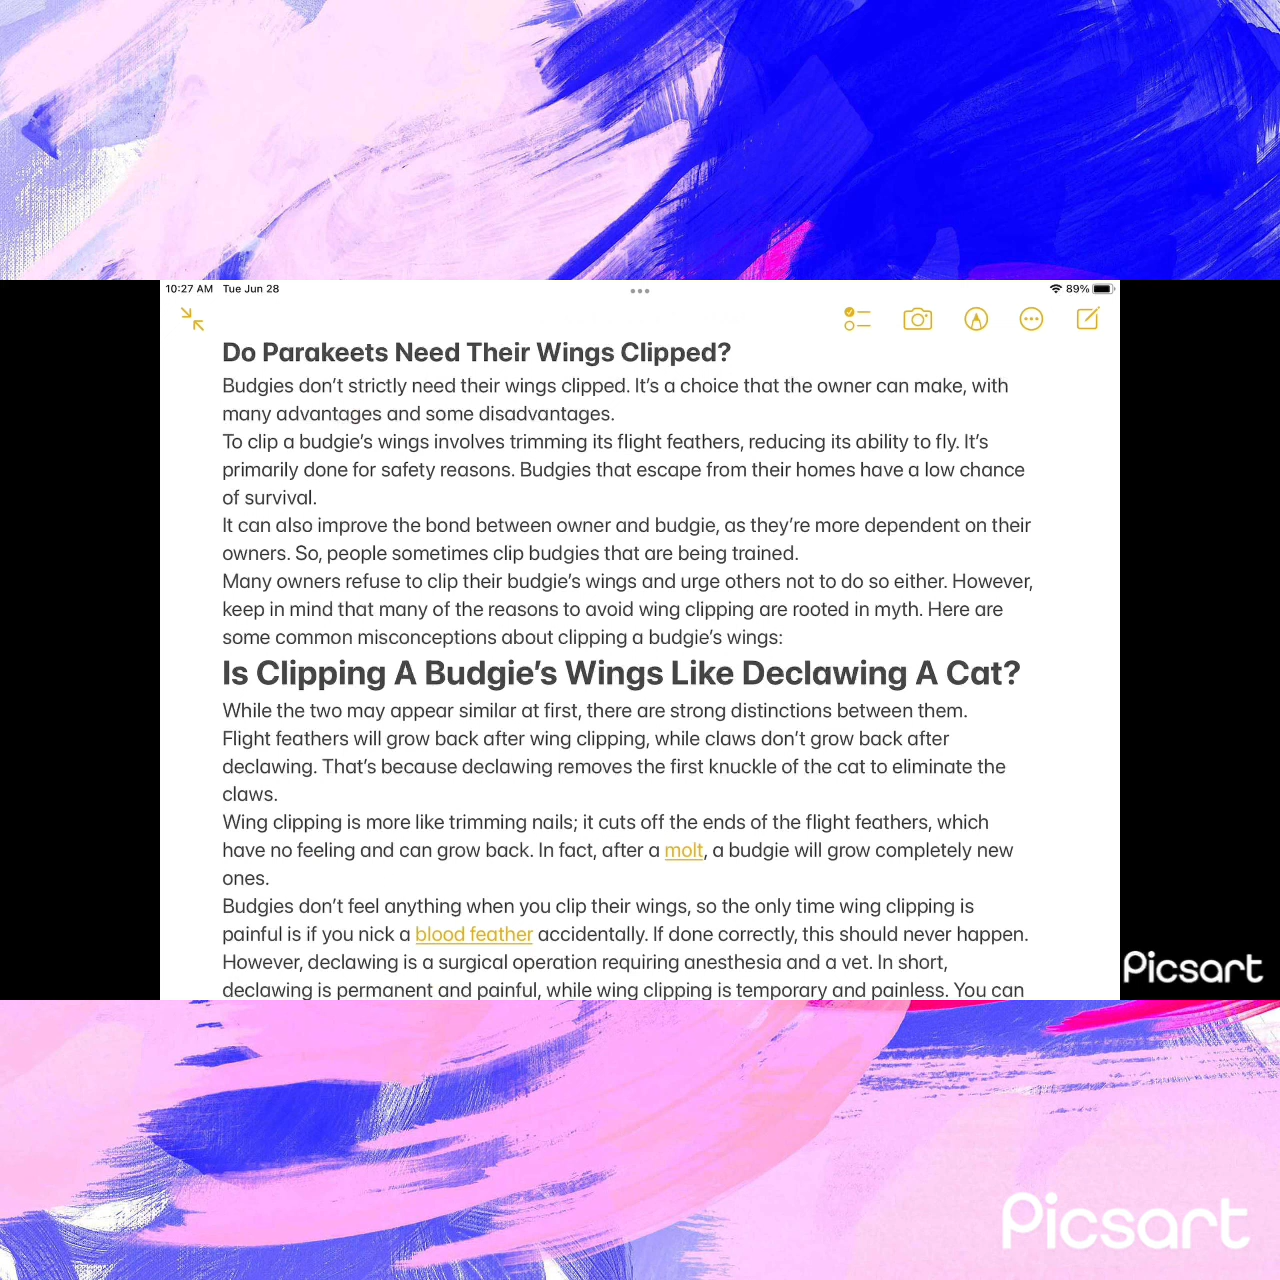 10:27 AM Tue Jun 28
89%
Do Parakeets Need Their Wings Clipped?
Budgies don’t strictly need their wings clipped. It’s a choice that the owner can make, with
many advantages and some disadvantages.
To clip a budgie’s wings involves trimming its flight feathers, reducing its ability to fly. It’s
primarily done for safety reasons. Budgies that escape from their homes have a low chance
of survival.
It can also improve the bond between owner and budgie, as they’re more dependent on their
owners. So, people sometimes clip budgies that are being trained.
Many owners refuse to clip their budgie’s wings and urge others not to do so either. However,
keep in mind that many of the reasons to avoid wing clipping are rooted in myth. Here are
some common misconceptions about clipping a budgie’s wings:
Is Clipping A Budgie’s Wings Like Declawing A Cat?
While the two may appear similar at first, there are strong distinctions between them.
Flight feathers will grow back after wing clipping, while claws don’t grow back after
declawing. That’s because declawing removes the first knuckle of the cat to eliminate the
claws.
Wing clipping is more like trimming nails; it cuts off the ends of the flight feathers, which
have no feeling and can grow back. In fact, after a molt, a budgie will grow completely new
ones.
Budgies don’t feel anything when you clip their wings, so the only time wing clipping is
painful is if you nick a blood feather accidentally. If done correctly, this should never happen.
However, declawing is a surgical operation requiring anesthesia and a vet. In short,
declawing is permanent and painful, while wing clipping is temporary and painless. You can
Picsart
Picsart